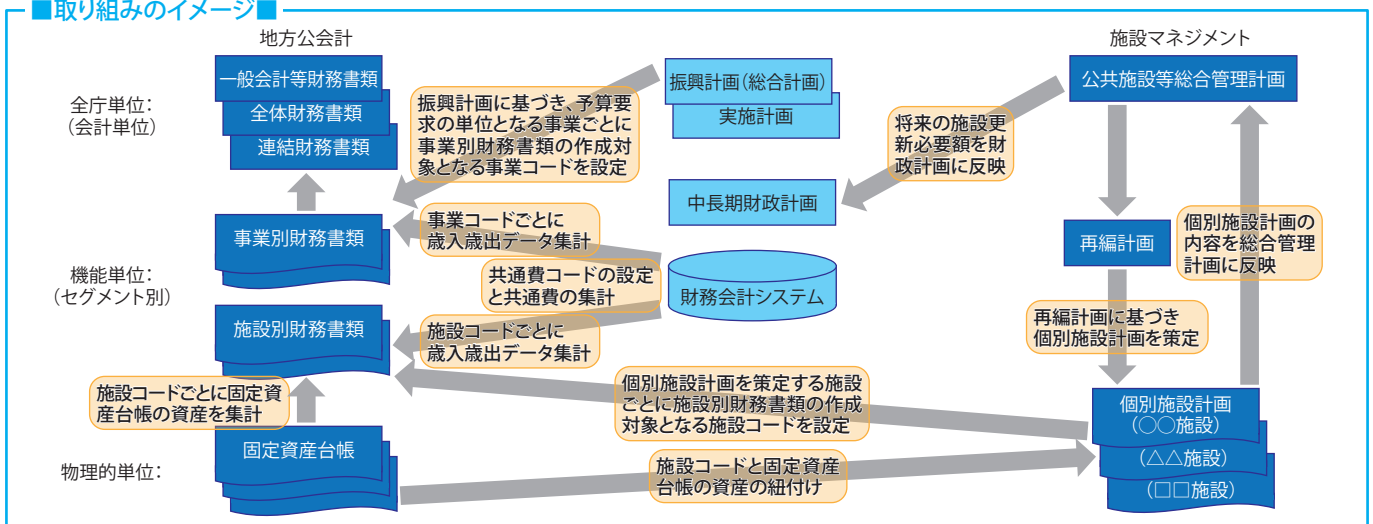 ■取り組みのイメージ■
地方公会計
施設マネジメント
全庁単位：
（会計単位）
一般会計等財務書類
全体財務書類
連結財務書類
振興計画に基づき、予算要
求の単位となる事業ごとに
事業別財務書類の作成対
象となる事業コードを設定
振興計画（総合計画）
実施計画
将来の施設更
新必要額を財
政計画に反映
公共施設等総合管理計画
中長期財政計画
機能単位：
（セグメント別）
事業別財務書類
事業コードごとに
歳入歳出データ集計
共通費コードの設定
と共通費の集計
財務会計システム
再編計画
個別施設計画の
内容を総合管理
計画に反映
施設別財務書類
施設コードごとに
歳入歳出データ集計
再編計画に基づき
個別施設計画を策定
施設コードごとに固定資
産台帳の資産を集計
個別施設計画を策定する施設
ごとに施設別財務書類の作成
対象となる施設コードを設定
物理的単位：
固定資産台帳
施設コードと固定資産
台帳の資産の紐付け
個別施設計画
（○○施設）
（△△施設）
（□□施設）